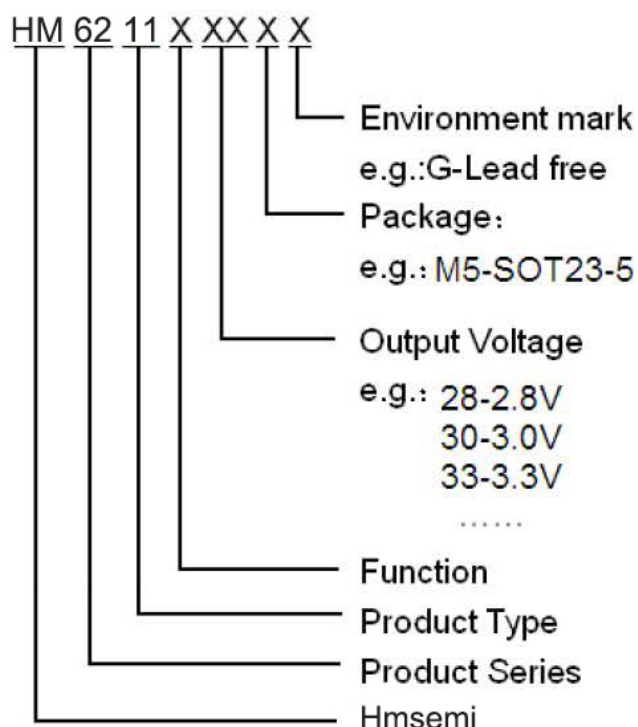 HM 62 11 X XX X X
Environment mark
e.g.:G-Lead free
Package：
e.g.：M5-SOT23-5
Output Voltage
e.g.：28-2.8V
30-3.0V
33-3.3V
......
Function
Product Type
Product Series
Hmsemi